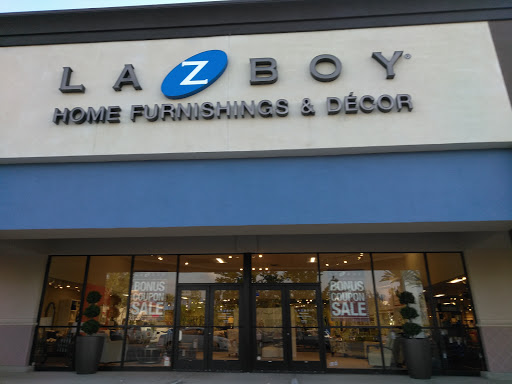 LA Z BOY®
HOME FURNISHINGS & DÉCOR
BONUS
COUPON
SALE
BONUS
COUPON
SALE